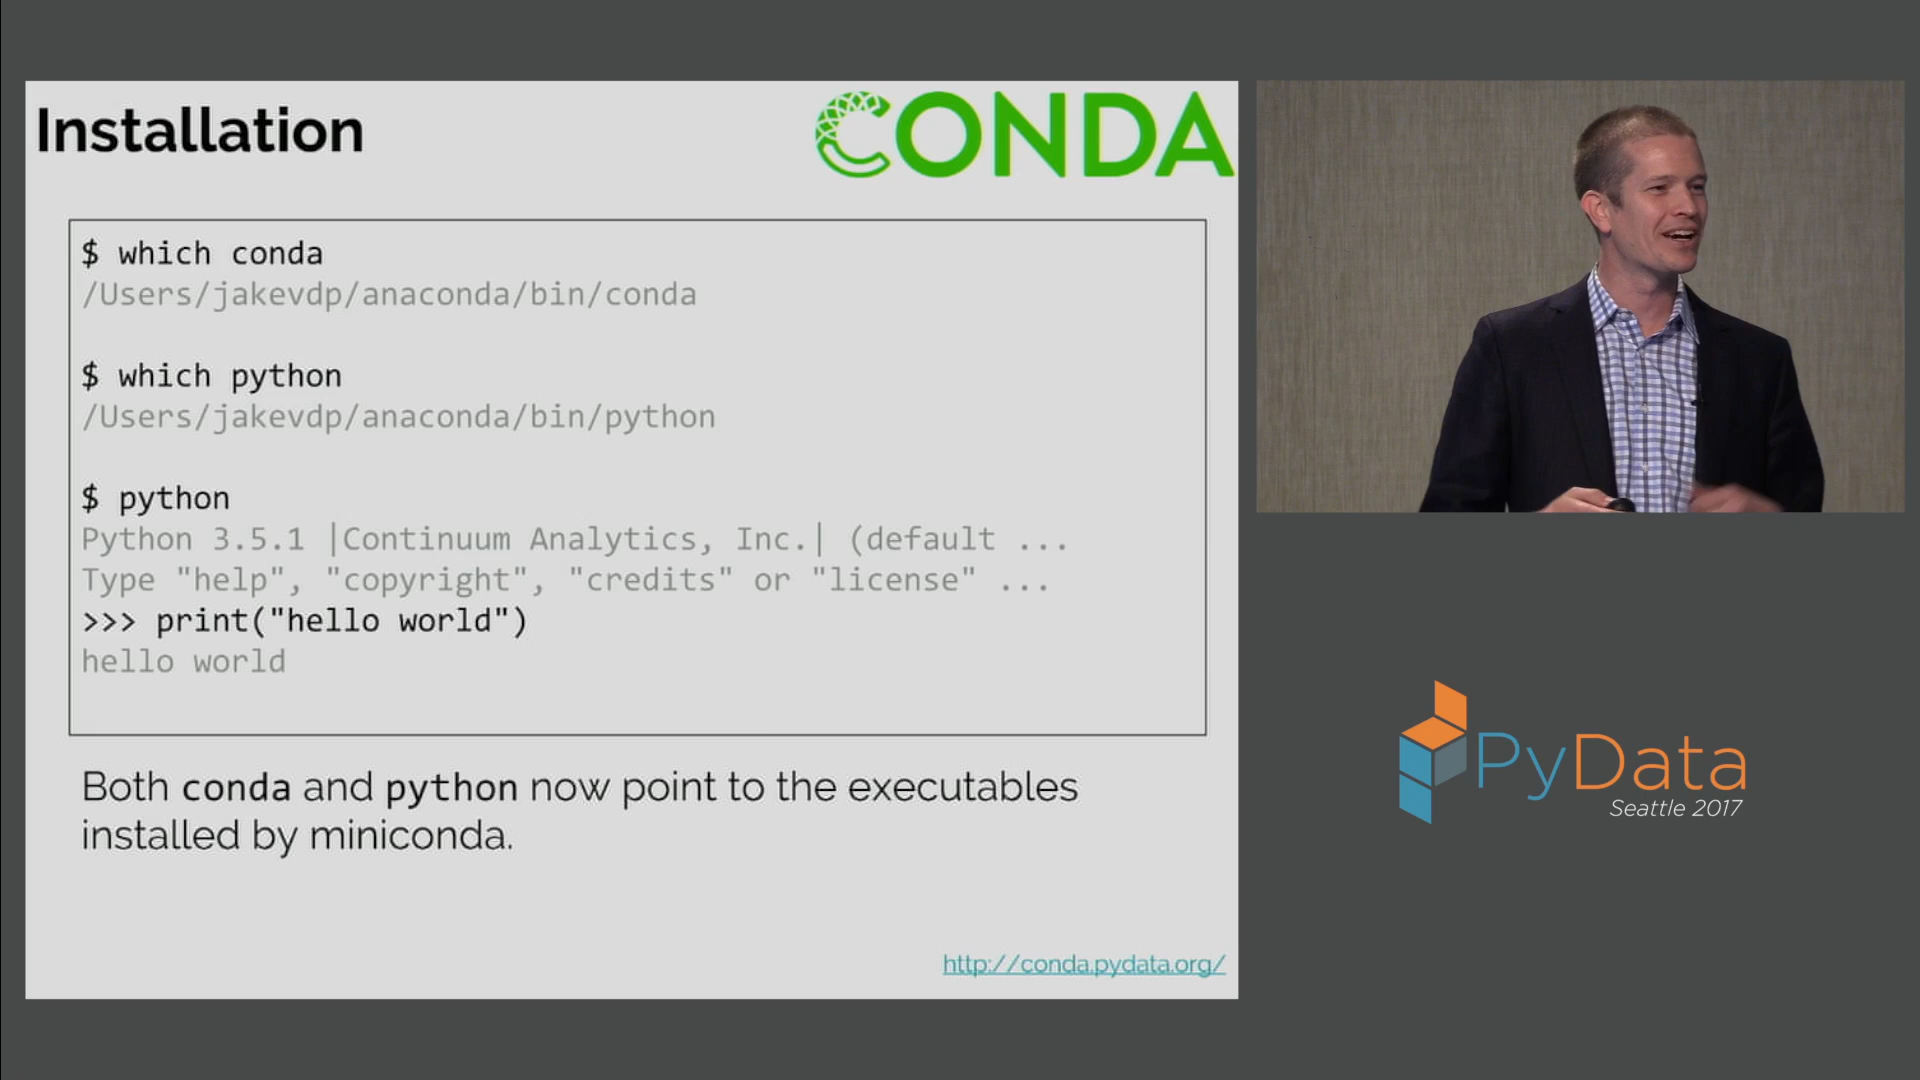 Installation
CONDA
$ which conda
/Users/jakevdp/anaconda/bin/conda
$ which python
/Users/jakevdp/anaconda/bin/python
$ python
Python 3.5.1 |Continuum Analytics, Inc.| (default ...
Type "help", "copyright", "credits" or "license" ...
>>> print("hello world")
hello world
Both conda and python now point to the executables
installed by miniconda.
http://conda.pydata.org/
PyData
Seattle 2017